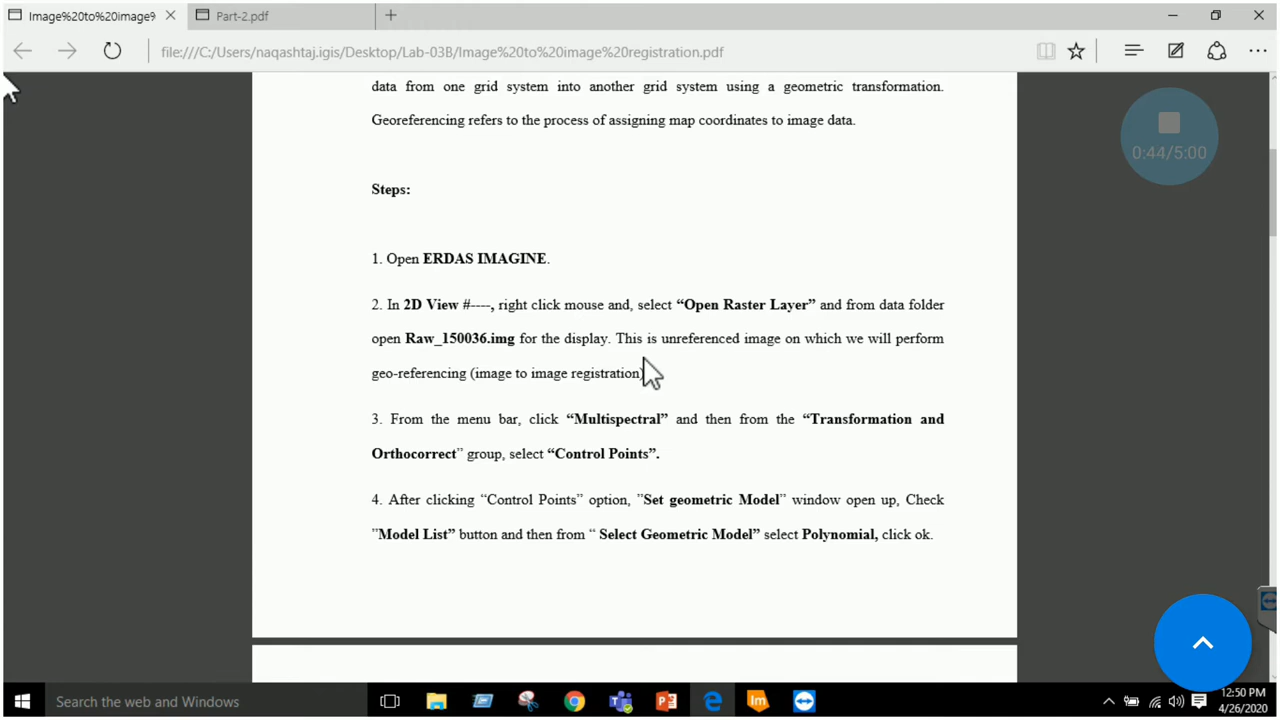 Image%20to%20image9
Part-2.pdf
file:///C:/Users/naqashtaj.igis/Desktop/Lab-03B/Image%20to%20image%20registration.pdf
data from one grid system into another grid system using a geometric transformation.
Georeferencing refers to the process of assigning map coordinates to image data.
0:44/5:00
Steps:
1. Open ERDAS IMAGINE.
2. In 2D View #----, right click mouse and, select “Open Raster Layer” and from data folder
open Raw_150036.img for the display. This is unreferenced image on which we will perform
geo-referencing (image to image registration)
3. From the menu bar, click “Multispectral” and then from the “Transformation and
Orthocorrect” group, select “Control Points”.
4. After clicking “Control Points” option, ”Set geometric Model” window open up, Check
”Model List” button and then from “ Select Geometric Model” select Polynomial, click ok.
Search the web and Windows
Im
12:50 PM
4/26/2020